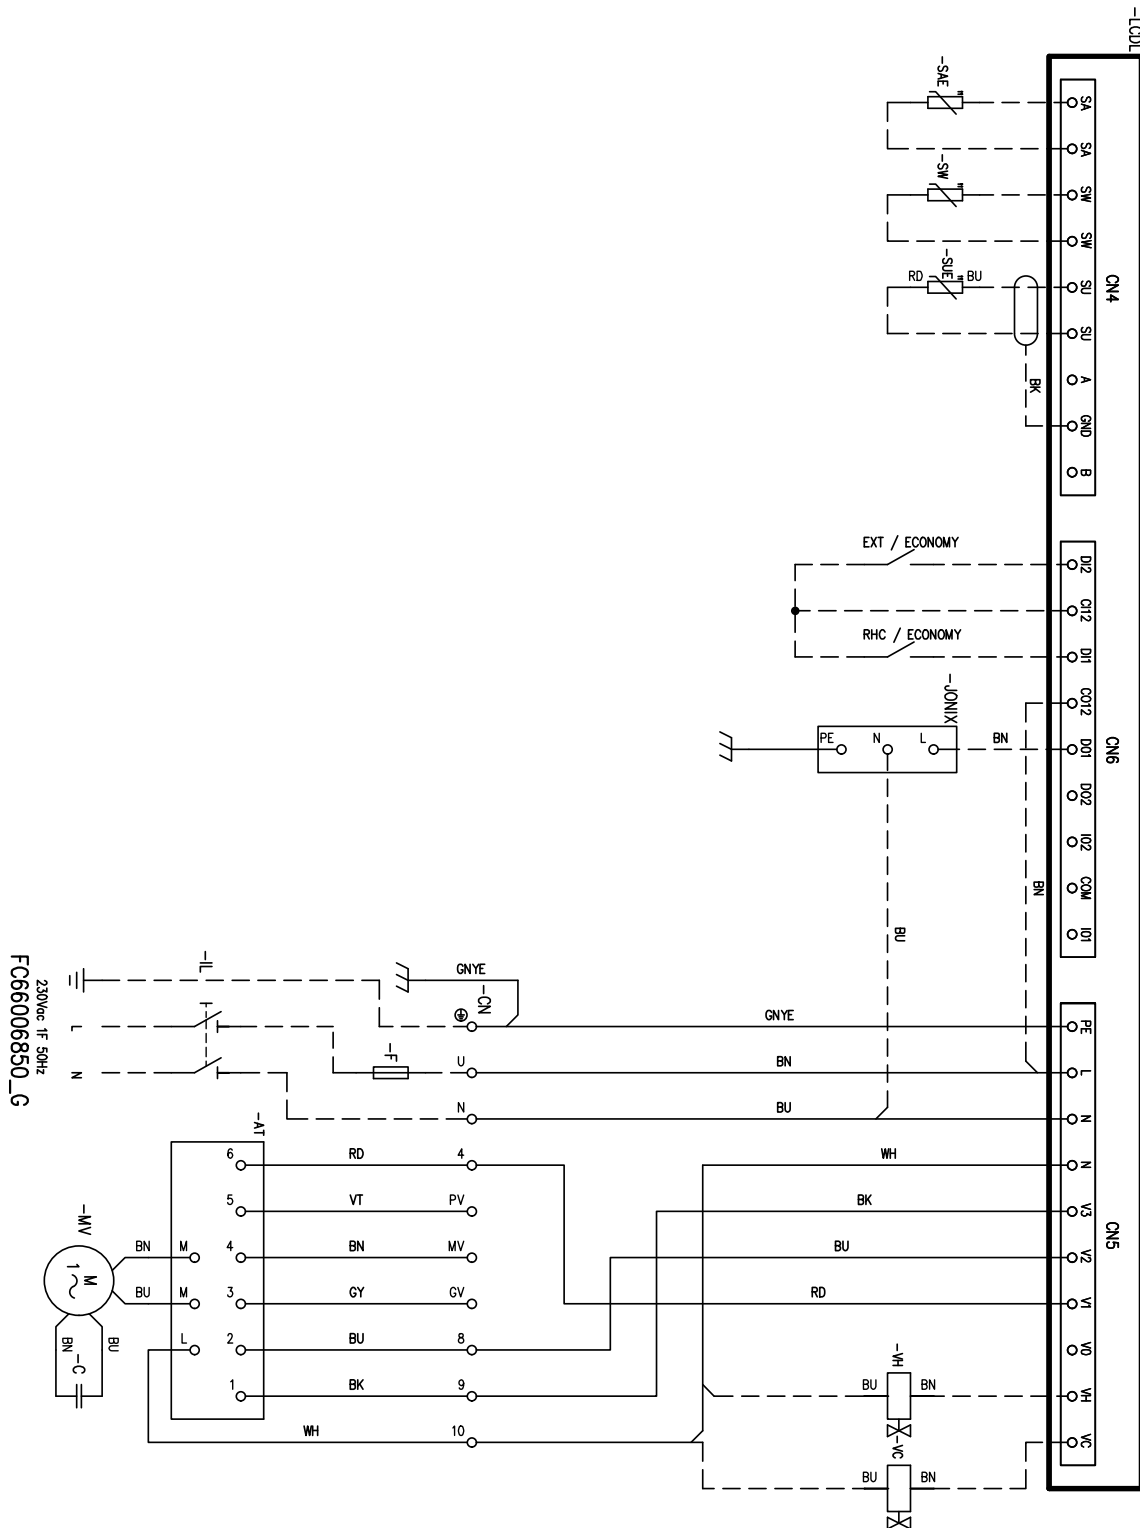 -LCDL
-SAE
SA
SA
-SW
SW
SW
-SUE
RD
BU
SU
SU
CN4
A
BK
GND
B
EXT / ECONOMY
DI2
CI12
RHC / ECONOMY
DI1
CO12
-JONIX
PE
N
L
BN
DO1
CN6
DO2
IO2
BN
COM
BU
IO1
-IL
GNYE
-CN
GNYE
PE
L
-F
U
BN
L
N
N
BU
N
230Vac 1F 50Hz
FC66006850_G
-AT
6
RD
4
WH
N
5
VT
PV
BK
V3
CN5
-MV
BN
M
4
BN
MV
BU
V2
M
1
BU
M
3
GY
GV
RD
V1
BU
BN
-C
L
2
BU
8
V0
-VH
1
BK
9
BU
BN
VH
WH
10
-VC
VC
BU
BN